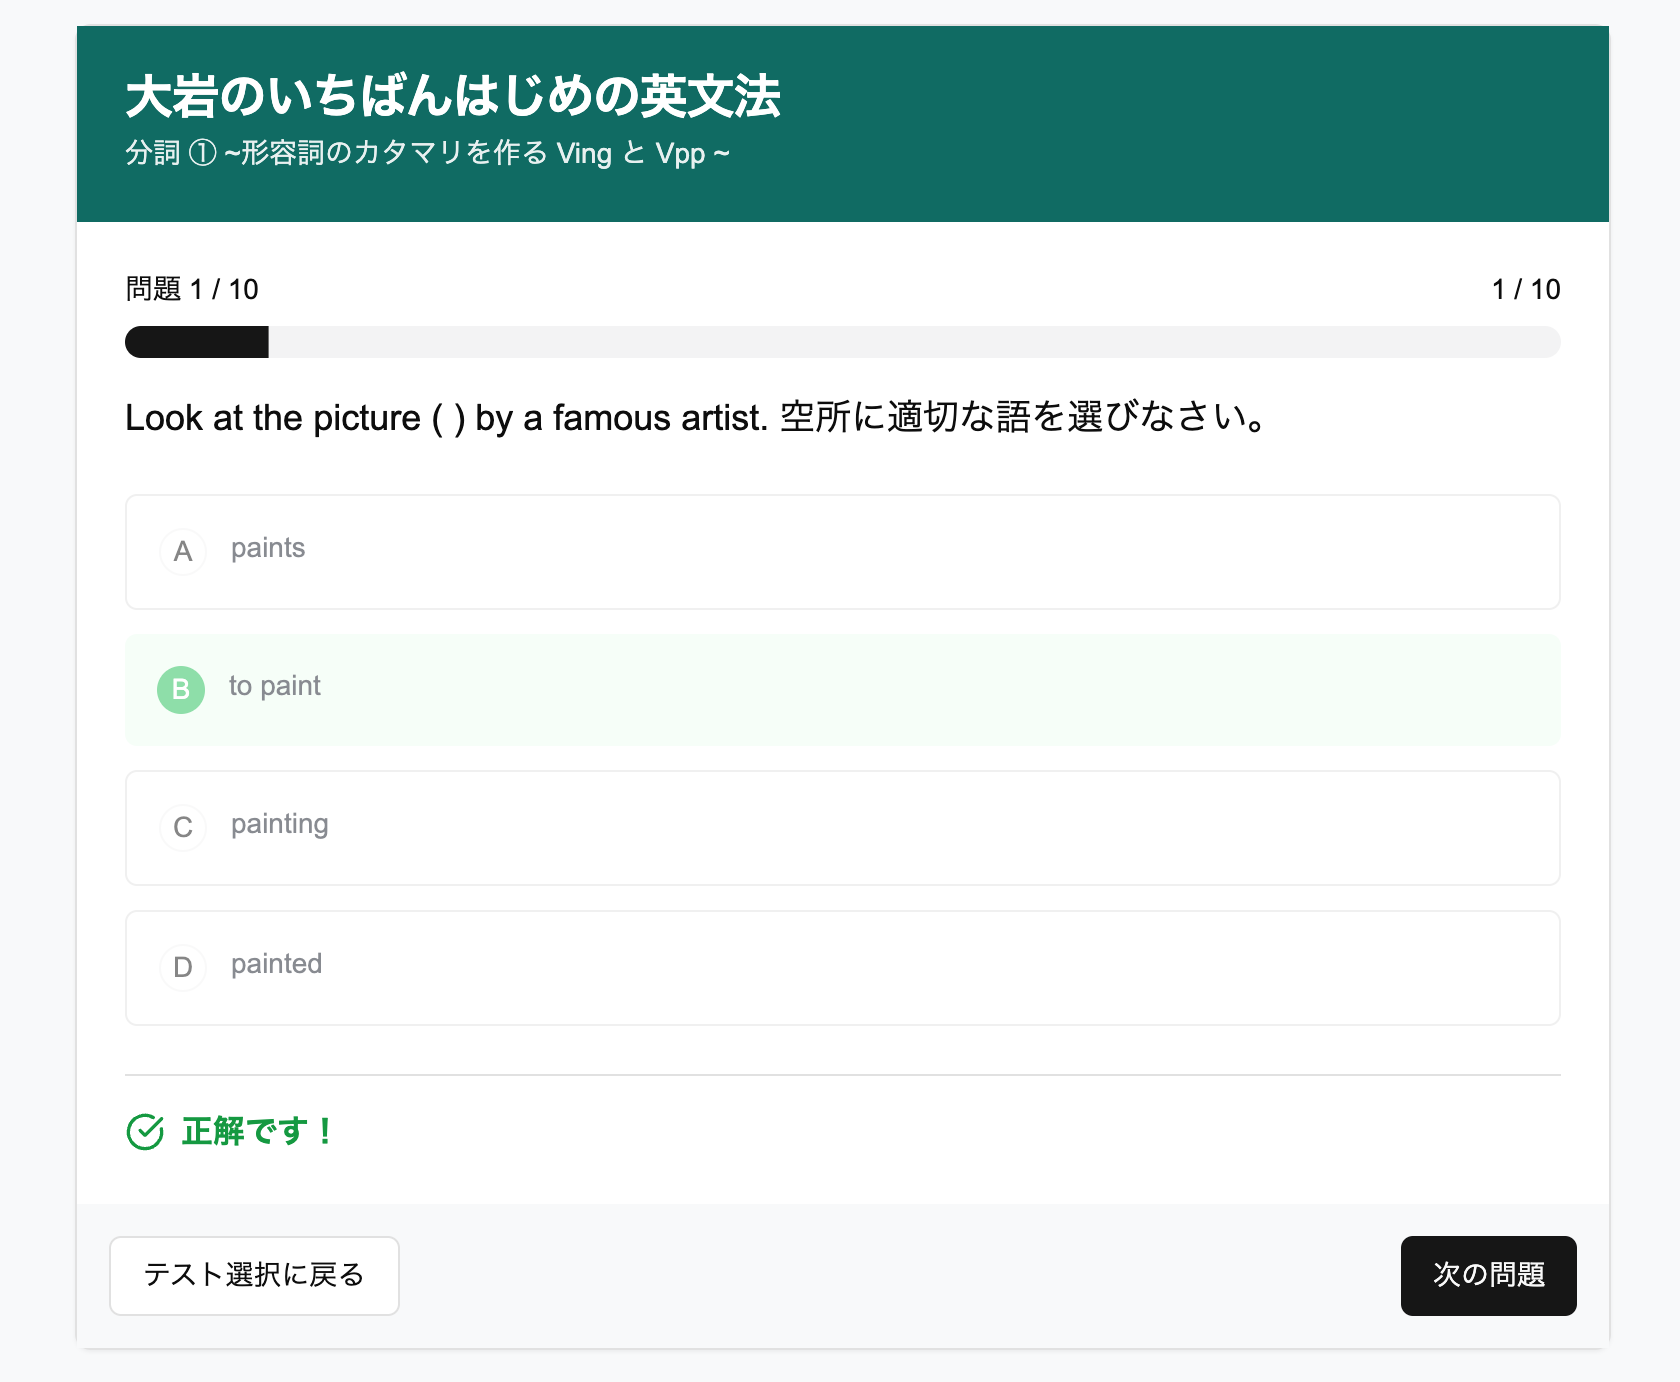 大岩のいちばんはじめの英文法
分詞 ① ~形容詞のカタマリを作る Ving と Vpp ~
問題 1 / 10
1 / 10
Look at the picture ( ) by a famous artist. 空所に適切な語を選びなさい。
A paints
B to paint
C painting
D painted
正解です！
テスト選択に戻る
次の問題